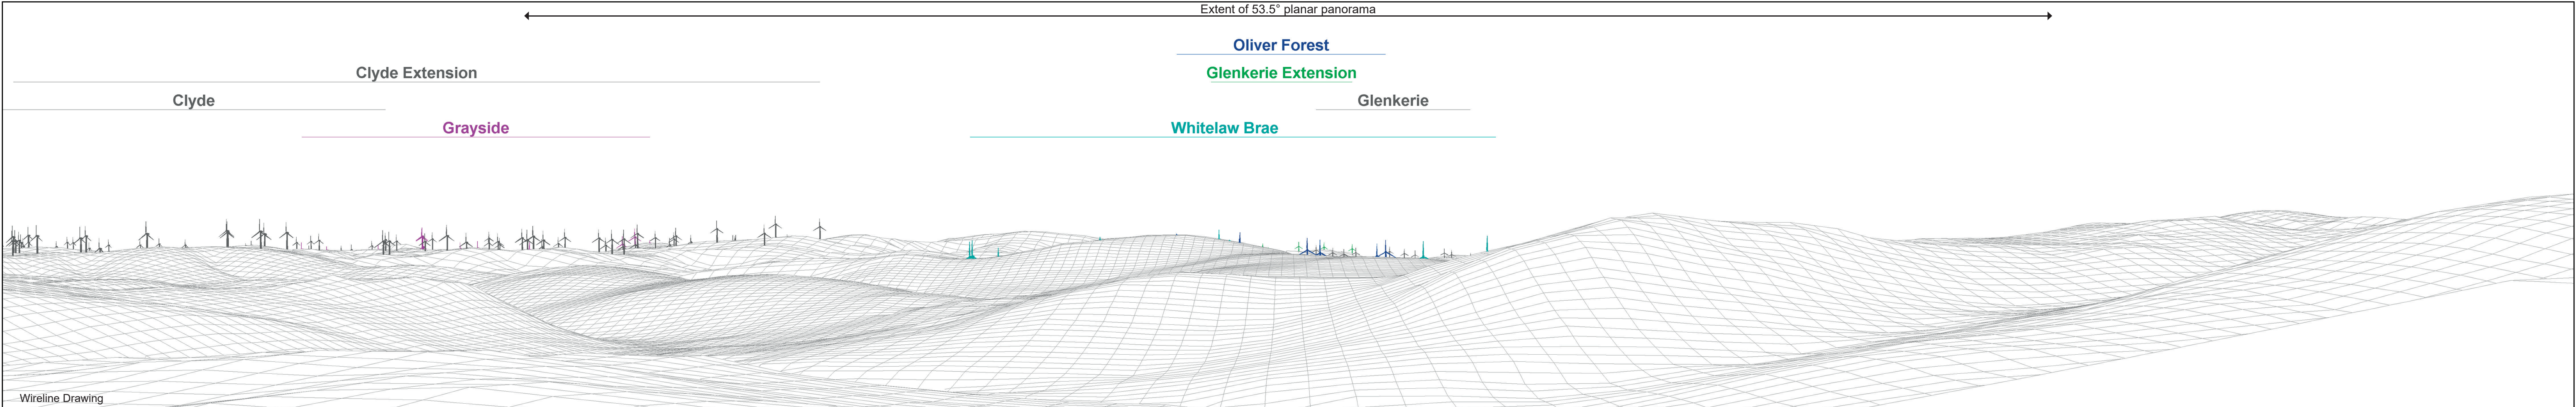 Extent of 53.5° planar panorama
Oliver Forest
Clyde Extension
Glenkerie Extension
Clyde
Glenkerie
Grayside
Whitelaw Brae
Wireline Drawing